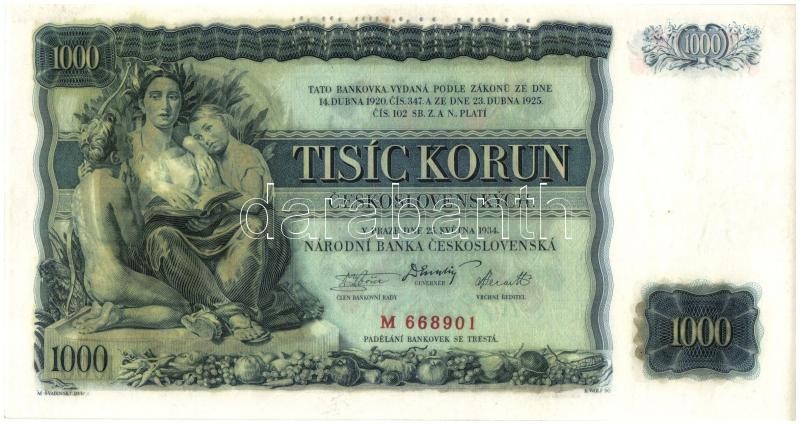 1000
1000
TATO BANKOVKA, VYDANÁ PODLE ZÁKONŮ ZE DNE
14. DUBNA 1920, ČÍS. 347. A ZE DNE 23. DUBNA 1925,
ČÍS. 102 SB. Z. A N., PLATÍ
TISÍC KORUN
ČESKOSLOVENSKÝCH
darabanth
V PRAZE DNE 25. KVĚTNA 1934.
NÁRODNÍ BANKA ČESKOSLOVENSKÁ
ČLEN BANKOVNÍ RADY
GUVERNÉR
VRCHNÍ ŘEDITEL
M 668901
PADĚLÁNÍ BANKOVEK SE TRESTÁ.
1000
1000